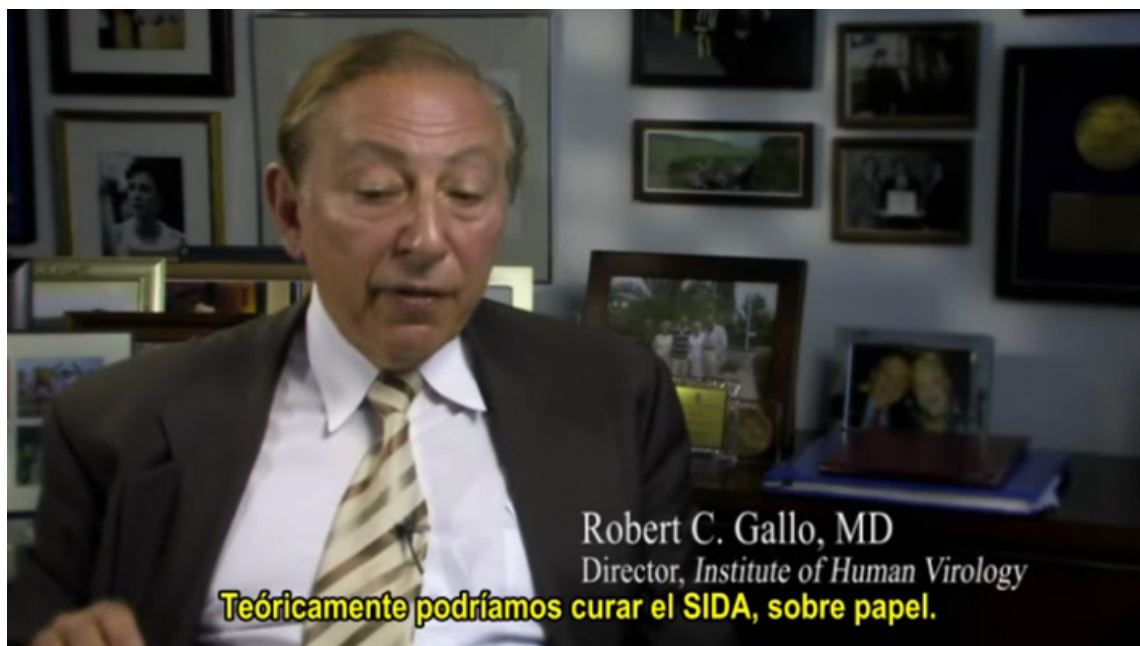 Robert C. Gallo, MD
Director, Institute of Human Virology
Teóricamente podríamos curar el SIDA, sobre papel.